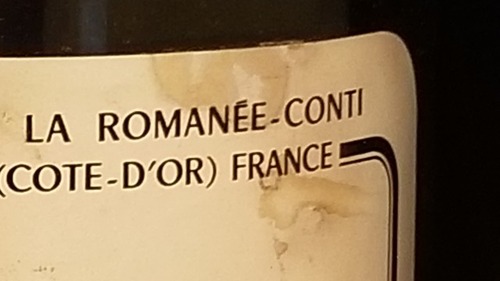 LA ROMANÉE-CONTI
(COTE-D'OR) FRANCE